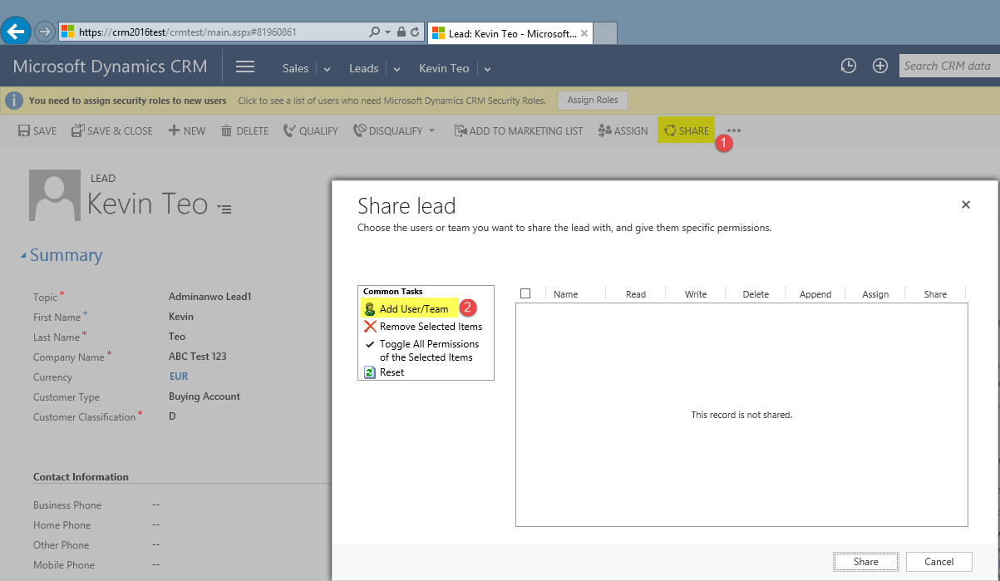 https://crm2016test/crmtest/main.aspx#81960861
Lead: Kevin Teo - Microsoft...
Microsoft Dynamics CRM
Sales
Leads
Kevin Teo
Search CRM data
You need to assign security roles to new users
Click to see a list of users who need Microsoft Dynamics CRM Security Roles.
Assign Roles
SAVE
SAVE & CLOSE
NEW
DELETE
QUALIFY
DISQUALIFY
ADD TO MARKETING LIST
ASSIGN
SHARE
1
LEAD
Kevin Teo
Summary
Topic*
Adminanwo Lead1
First Name+
Kevin
Last Name*
Teo
Company Name*
ABC Test 123
Currency
EUR
Customer Type
Buying Account
Customer Classification*
D
Contact Information
Business Phone
--
Home Phone
--
Other Phone
--
Mobile Phone
--
Share lead
Choose the users or team you want to share the lead with, and give them specific permissions.
Common Tasks
Add User/Team
2
Remove Selected Items
Toggle All Permissions
of the Selected Items
Reset
Name
Read
Write
Delete
Append
Assign
Share
This record is not shared.
Share
Cancel